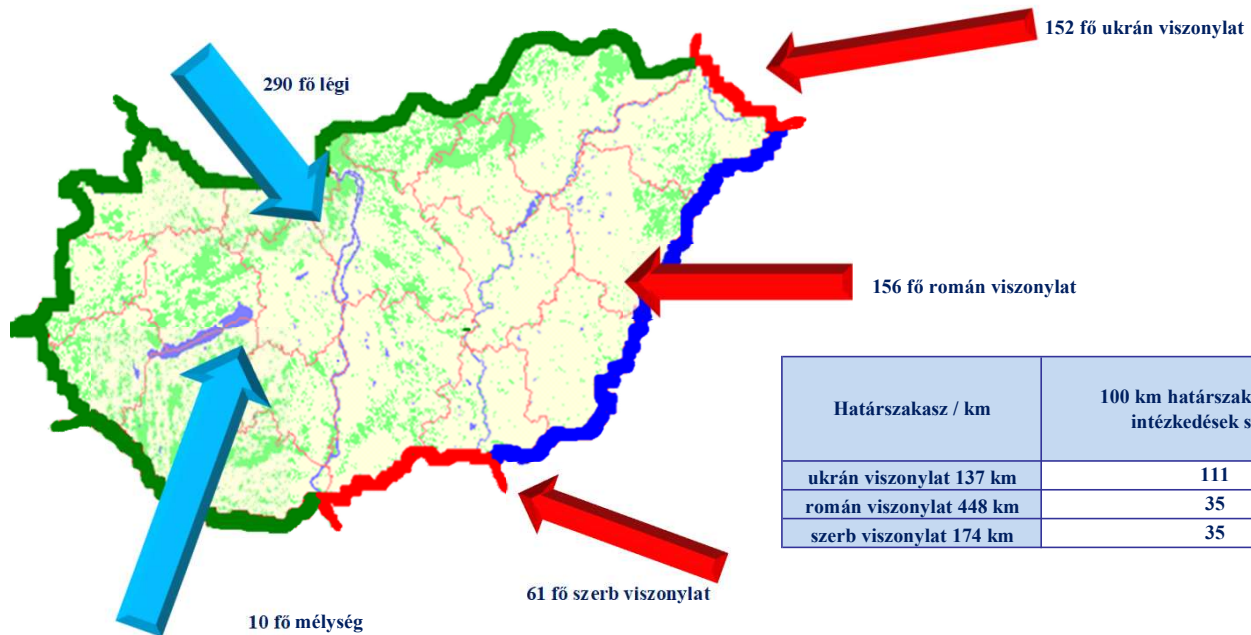 152 fő ukrán viszonylat
290 fő légi
156 fő román viszonylat
Határszakasz / km
100 km határszak
intézkedések s
ukrán viszonylat 137 km 111
román viszonylat 448 km 35
szerb viszonylat 174 km 35
61 fő szerb viszonylat
10 fő mélység